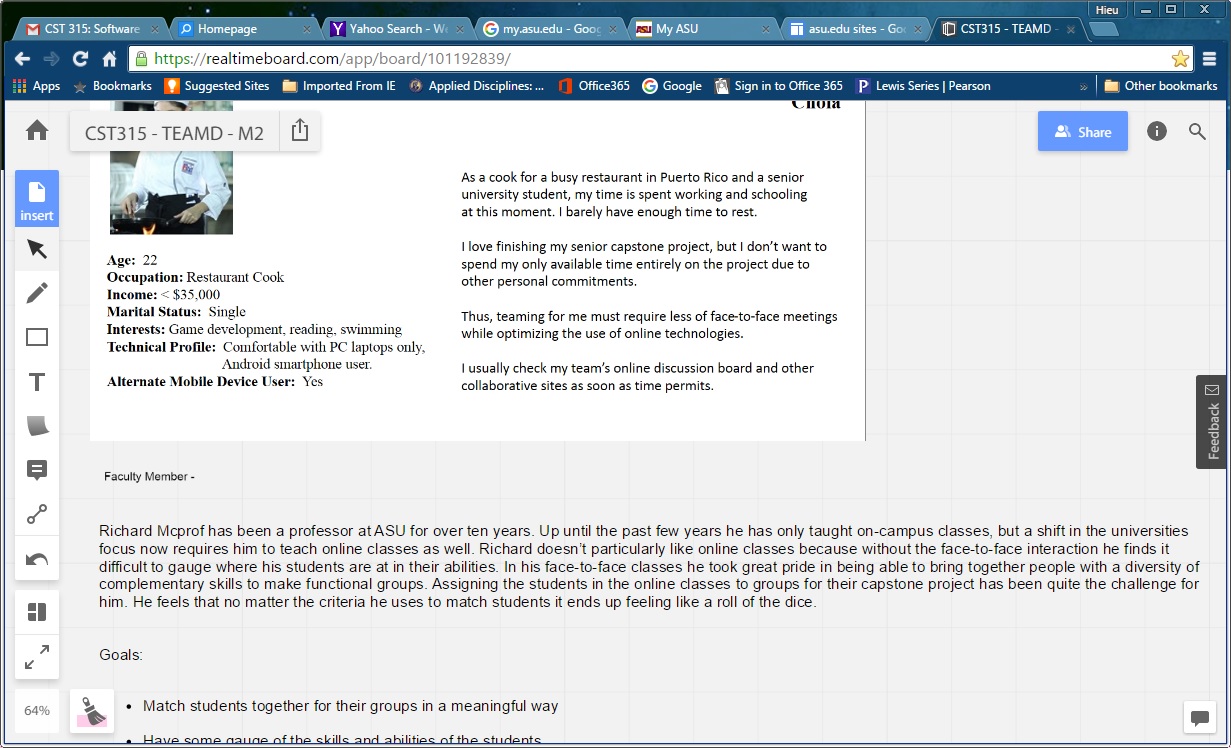 Hieu
CST 315: Software
Homepage
Yahoo Search - We
my.asu.edu - Goog
My ASU
asu.edu sites - Goo
CST315 - TEAMD -
https://realtimeboard.com/app/board/101192839/
Apps
Bookmarks
Suggested Sites
Imported From IE
Applied Disciplines: ...
Office365
Google
Sign in to Office 365
Lewis Series | Pearson
»
Other bookmarks
CST315 - TEAMD - M2
Chola
Share
insert
As a cook for a busy restaurant in Puerto Rico and a senior
university student, my time is spent working and schooling
at this moment. I barely have enough time to rest.
I love finishing my senior capstone project, but I don't want to
spend my only available time entirely on the project due to
other personal commitments.
Thus, teaming for me must require less of face-to-face meetings
while optimizing the use of online technologies.
I usually check my team's online discussion board and other
collaborative sites as soon as time permits.
Age: 22
Occupation: Restaurant Cook
Income: < $35,000
Marital Status: Single
Interests: Game development, reading, swimming
Technical Profile: Comfortable with PC laptops only,
Android smartphone user.
Alternate Mobile Device User: Yes
Feedback
Faculty Member -
Richard Mcprof has been a professor at ASU for over ten years. Up until the past few years he has only taught on-campus classes, but a shift in the universities
focus now requires him to teach online classes as well. Richard doesn't particularly like online classes because without the face-to-face interaction he finds it
difficult to gauge where his students are at in their abilities. In his face-to-face classes he took great pride in being able to bring together people with a diversity of
complementary skills to make functional groups. Assigning the students in the online classes to groups for their capstone project has been quite the challenge for
him. He feels that no matter the criteria he uses to match students it ends up feeling like a roll of the dice.
Goals:
• Match students together for their groups in a meaningful way
• Have some gauge of the skills and abilities of the students
64%